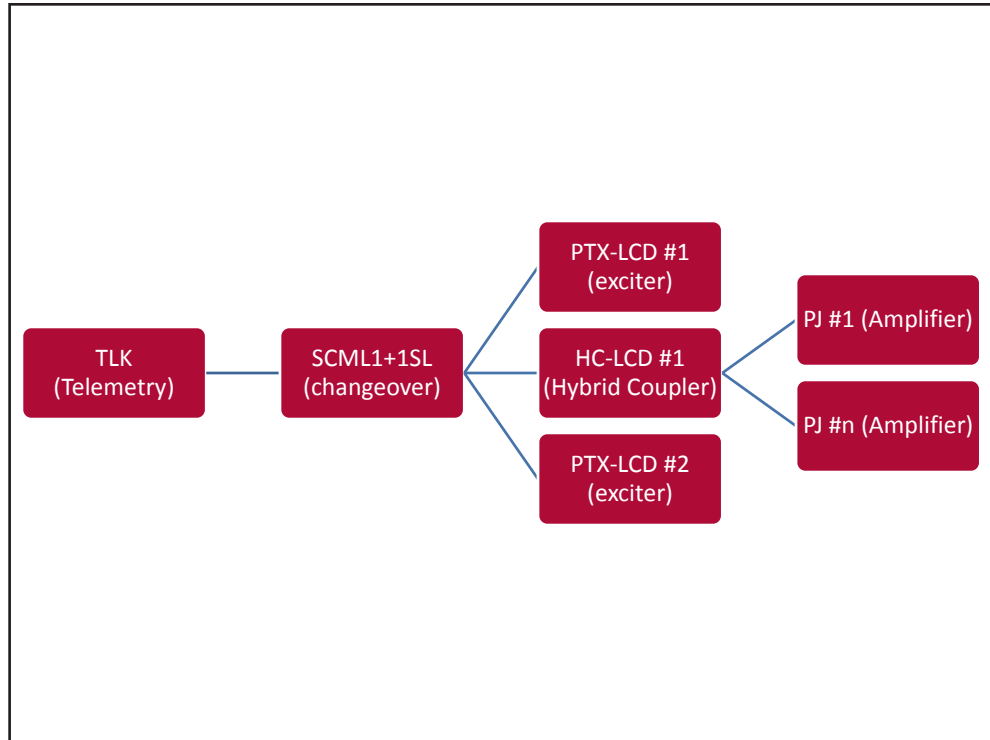 TLK
(Telemetry)
SCML1+1SL
(changeover)
PTX-LCD #1
(exciter)
HC-LCD #1
(Hybrid Coupler)
PTX-LCD #2
(exciter)
PJ #1 (Amplifier)
PJ #n (Amplifier)